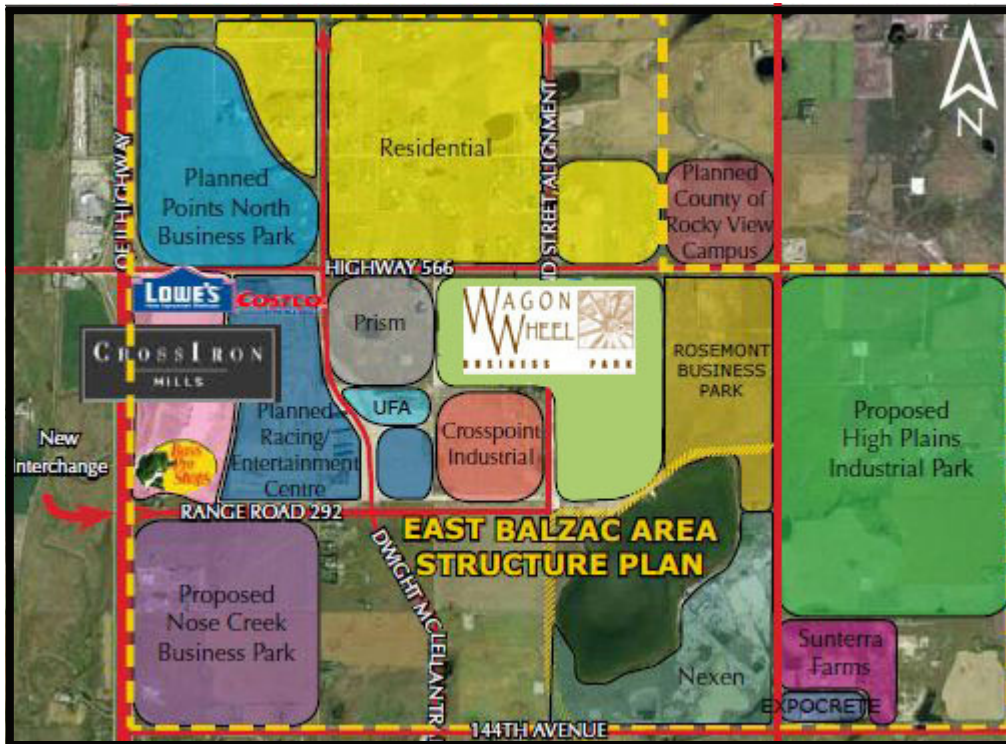 Residential
Planned
Points North
Business Park
Planned
County of
Rocky View
Campus
HIGHWAY
STREET ALIGNMENT
HIGHWAY 566
LOWE'S
COSTCO
CROSSIRON
MILLS
Prism
WAGON
WHEEL
BUSINESS PARK
ROSEMONT
BUSINESS
PARK
UFA
Crosspoint
Industrial
Planned
Racing/
Entertainment
Centre
Proposed
High Plains
Industrial Park
New
Interchange
Bass
Pro
Shops
RANGE ROAD 292
EAST BALZAC AREA
STRUCTURE PLAN
DWIGHT MCLELLAN TR
Proposed
Nose Creek
Business Park
Nexen
Sunterra
Farms
EXPOCRETE
144TH AVENUE
N